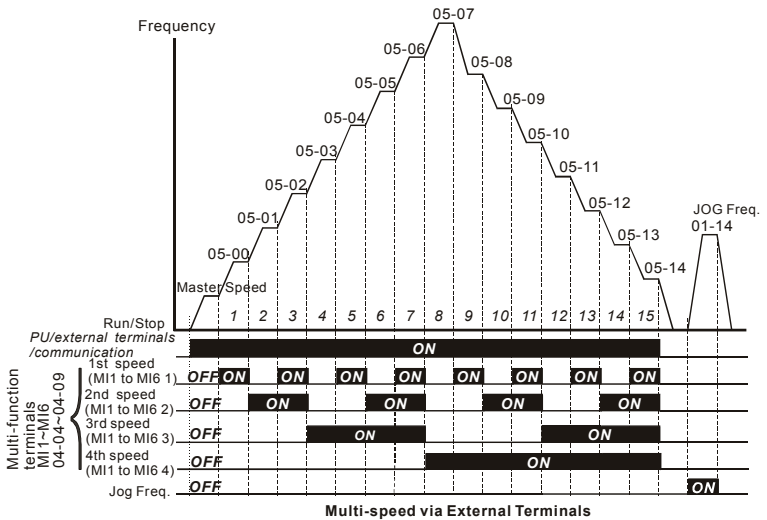 Frequency
05-07
05-06
05-08
05-05
05-09
05-04
05-10
05-03
05-11
05-02
05-12
JOG Freq.
01-14
05-01
05-13
05-00
05-14
Master Speed
Run/Stop
1 2 3 4 5 6 7 8 9 10 11 12 13 14 15
PU/external terminals
/communication
ON
Multi-function
terminals
MI1~MI6
04-04~04-09
1st speed
(MI1 to MI6 1)
OFF ON ON ON ON ON ON ON ON
2nd speed
(MI1 to MI6 2)
OFF ON ON ON ON
3rd speed
(MI1 to MI6 3)
OFF ON ON
4th speed
(MI1 to MI6 4)
OFF ON
Jog Freq.
OFF ON
Multi-speed via External Terminals